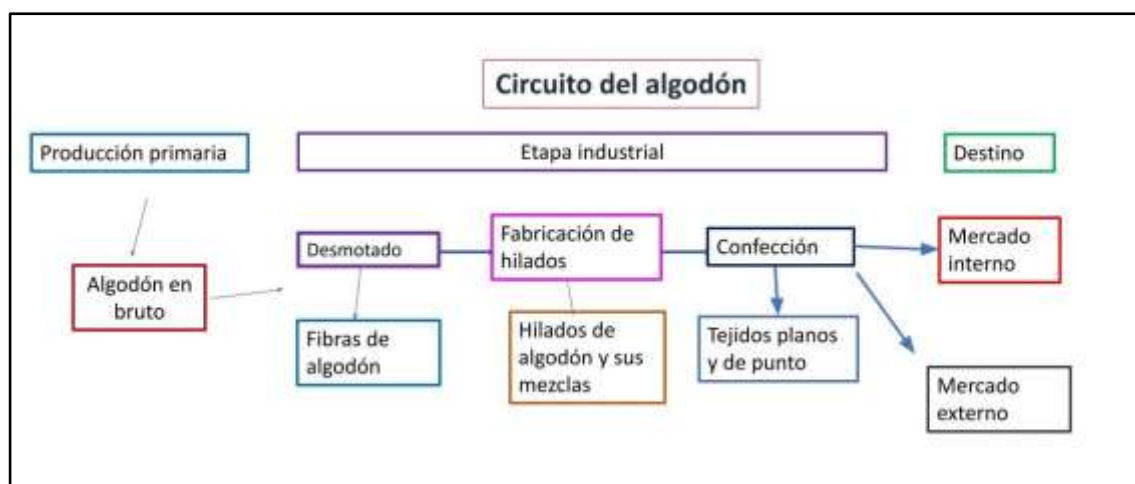 Circuito del algodón
Producción primaria
Etapa industrial
Destino
Algodón en
bruto
Desmotado
Fabricación de
hilados
Confección
Mercado
interno
Fibras de
algodón
Hilados de
algodón y sus
mezclas
Tejidos planos
y de punto
Mercado
externo